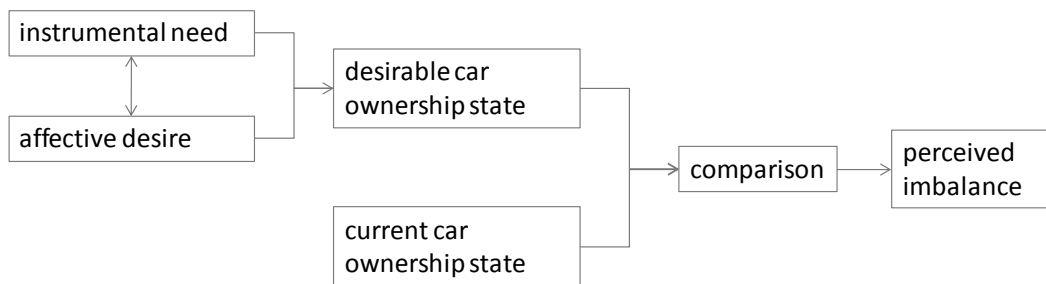 instrumental need
affective desire
desirable car
ownership state
current car
ownership state
comparison
perceived
imbalance